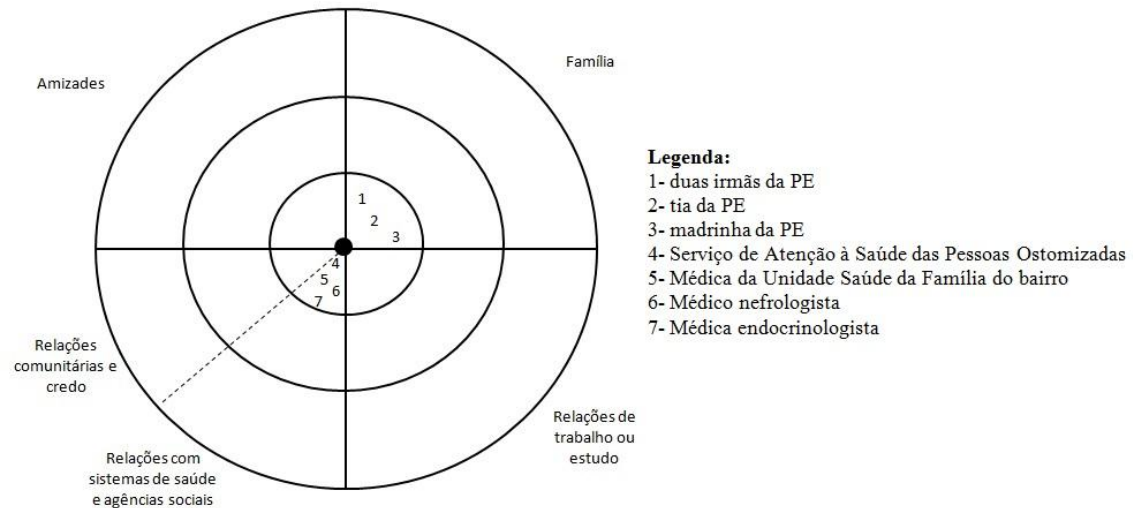 Amizades
Família
1
2
3
4
5
6
7
Relações
comunitárias e
credo
Relações com
sistemas de saúde
e agências sociais
Relações de
trabalho ou
estudo
Legenda:
1- duas irmãs da PE
2- tia da PE
3- madrinha da PE
4- Serviço de Atenção à Saúde das Pessoas Ostomizadas
5- Médica da Unidade Saúde da Família do bairro
6- Médico nefrologista
7- Médica endocrinologista